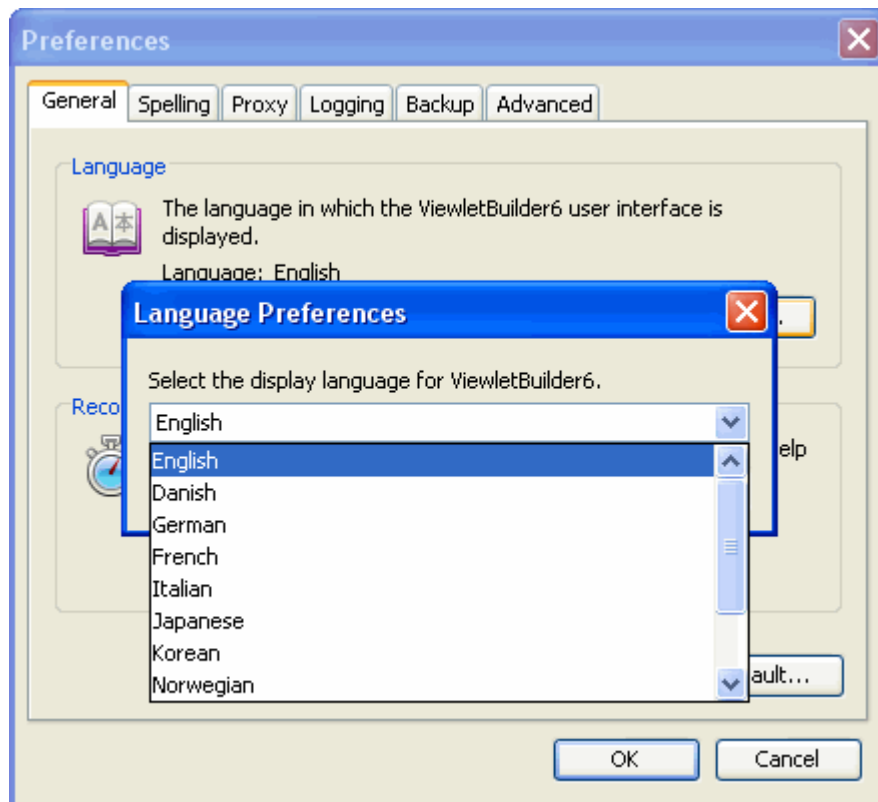 Preferences
General Spelling Proxy Logging Backup Advanced
Language
A 本
The language in which the ViewletBuilder6 user interface is
displayed.
Language: English
Language Preferences
Select the display language for ViewletBuilder6.
English
English
Danish
German
French
Italian
Japanese
Korean
Norwegian
OK Cancel